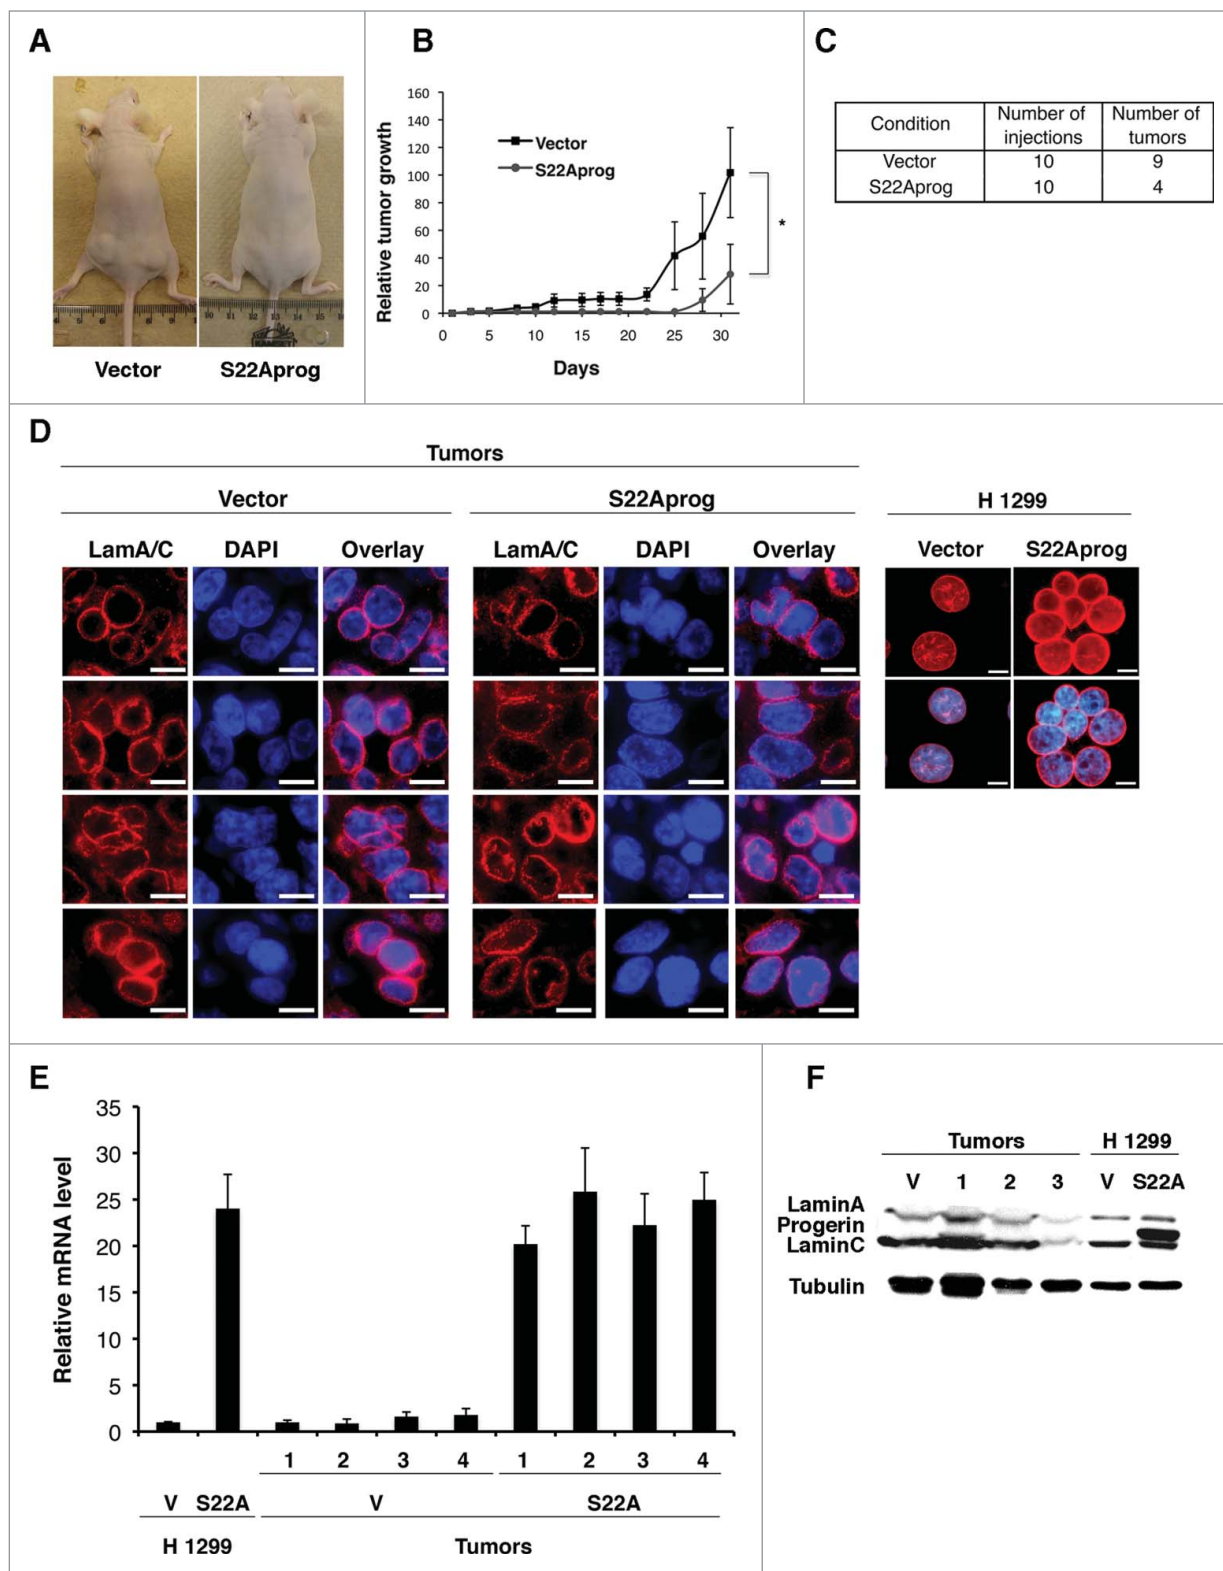 A
Vector S22Aprog
B
160
140
120
100
80
60
40
20
0
Relative tumor growth
Vector
S22Aprog
*
0 5 10 15 20 25 30
Days
C
Condition Number of injections Number of tumors
Vector 10 9
S22Aprog 10 4
D
Tumors
Vector S22Aprog H 1299
LamA/C DAPI Overlay LamA/C DAPI Overlay Vector S22Aprog
E
35
30
25
20
15
10
5
0
Relative mRNA level
1 2 3 4 1 2 3 4
V S22A V S22A
H 1299 Tumors
F
Tumors H 1299
V 1 2 3 V S22A
LaminA
Progerin
LaminC
Tubulin